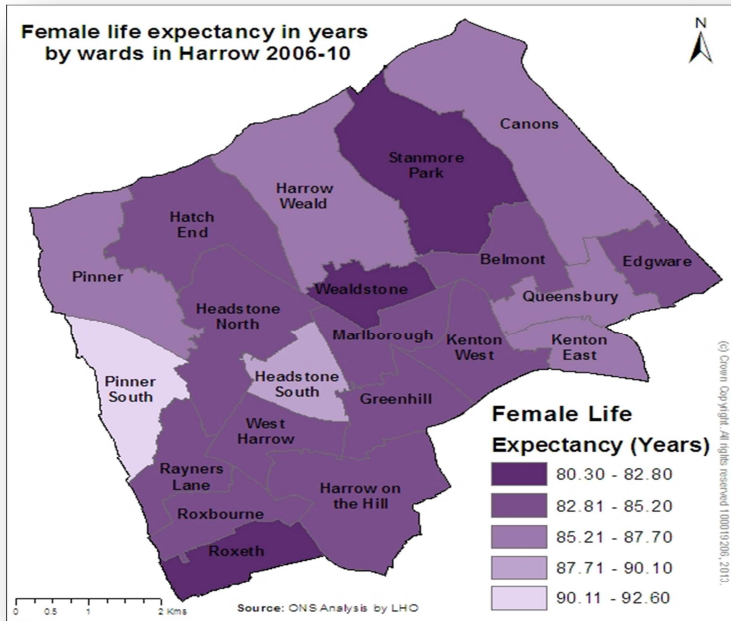 Female life expectancy in years
by wards in Harrow 2006-10
N
Canons
Stanmore
Park
Harrow
Weald
Hatch
End
Pinner
Belmont
Edgware
Wealdstone
Queensbury
Headstone
North
Marlborough
Kenton
West
Kenton
East
Pinner
South
Headstone
South
Greenhill
West
Harrow
Rayners
Lane
Harrow on
the Hill
Roxbourne
Roxeth
Female Life
Expectancy (Years)
80.30 - 82.80
82.81 - 85.20
85.21 - 87.70
87.71 - 90.10
90.11 - 92.60
0 0.5 1 2 Kms
Source: ONS Analysis by LHO
(c) Crown Copyright. All rights reserved 100019206, 2013.